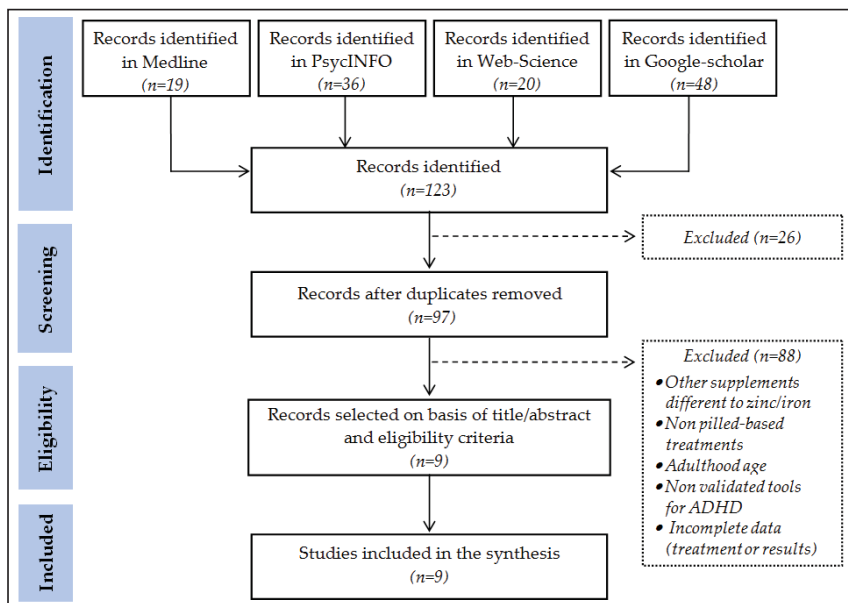 Identification
Records identified
in Medline
(n=19)
Records identified
in PsycINFO
(n=36)
Records identified
in Web-Science
(n=20)
Records identified
in Google-scholar
(n=48)
Records identified
(n=123)
Excluded (n=26)
Screening
Records after duplicates removed
(n=97)
Excluded (n=88)
• Other supplements
different to zinc/iron
• Non pilled-based
treatments
• Adulthood age
• Non validated tools
for ADHD
• Incomplete data
(treatment or results)
Eligibility
Records selected on basis of title/abstract
and eligibility criteria
(n=9)
Included
Studies included in the synthesis
(n=9)